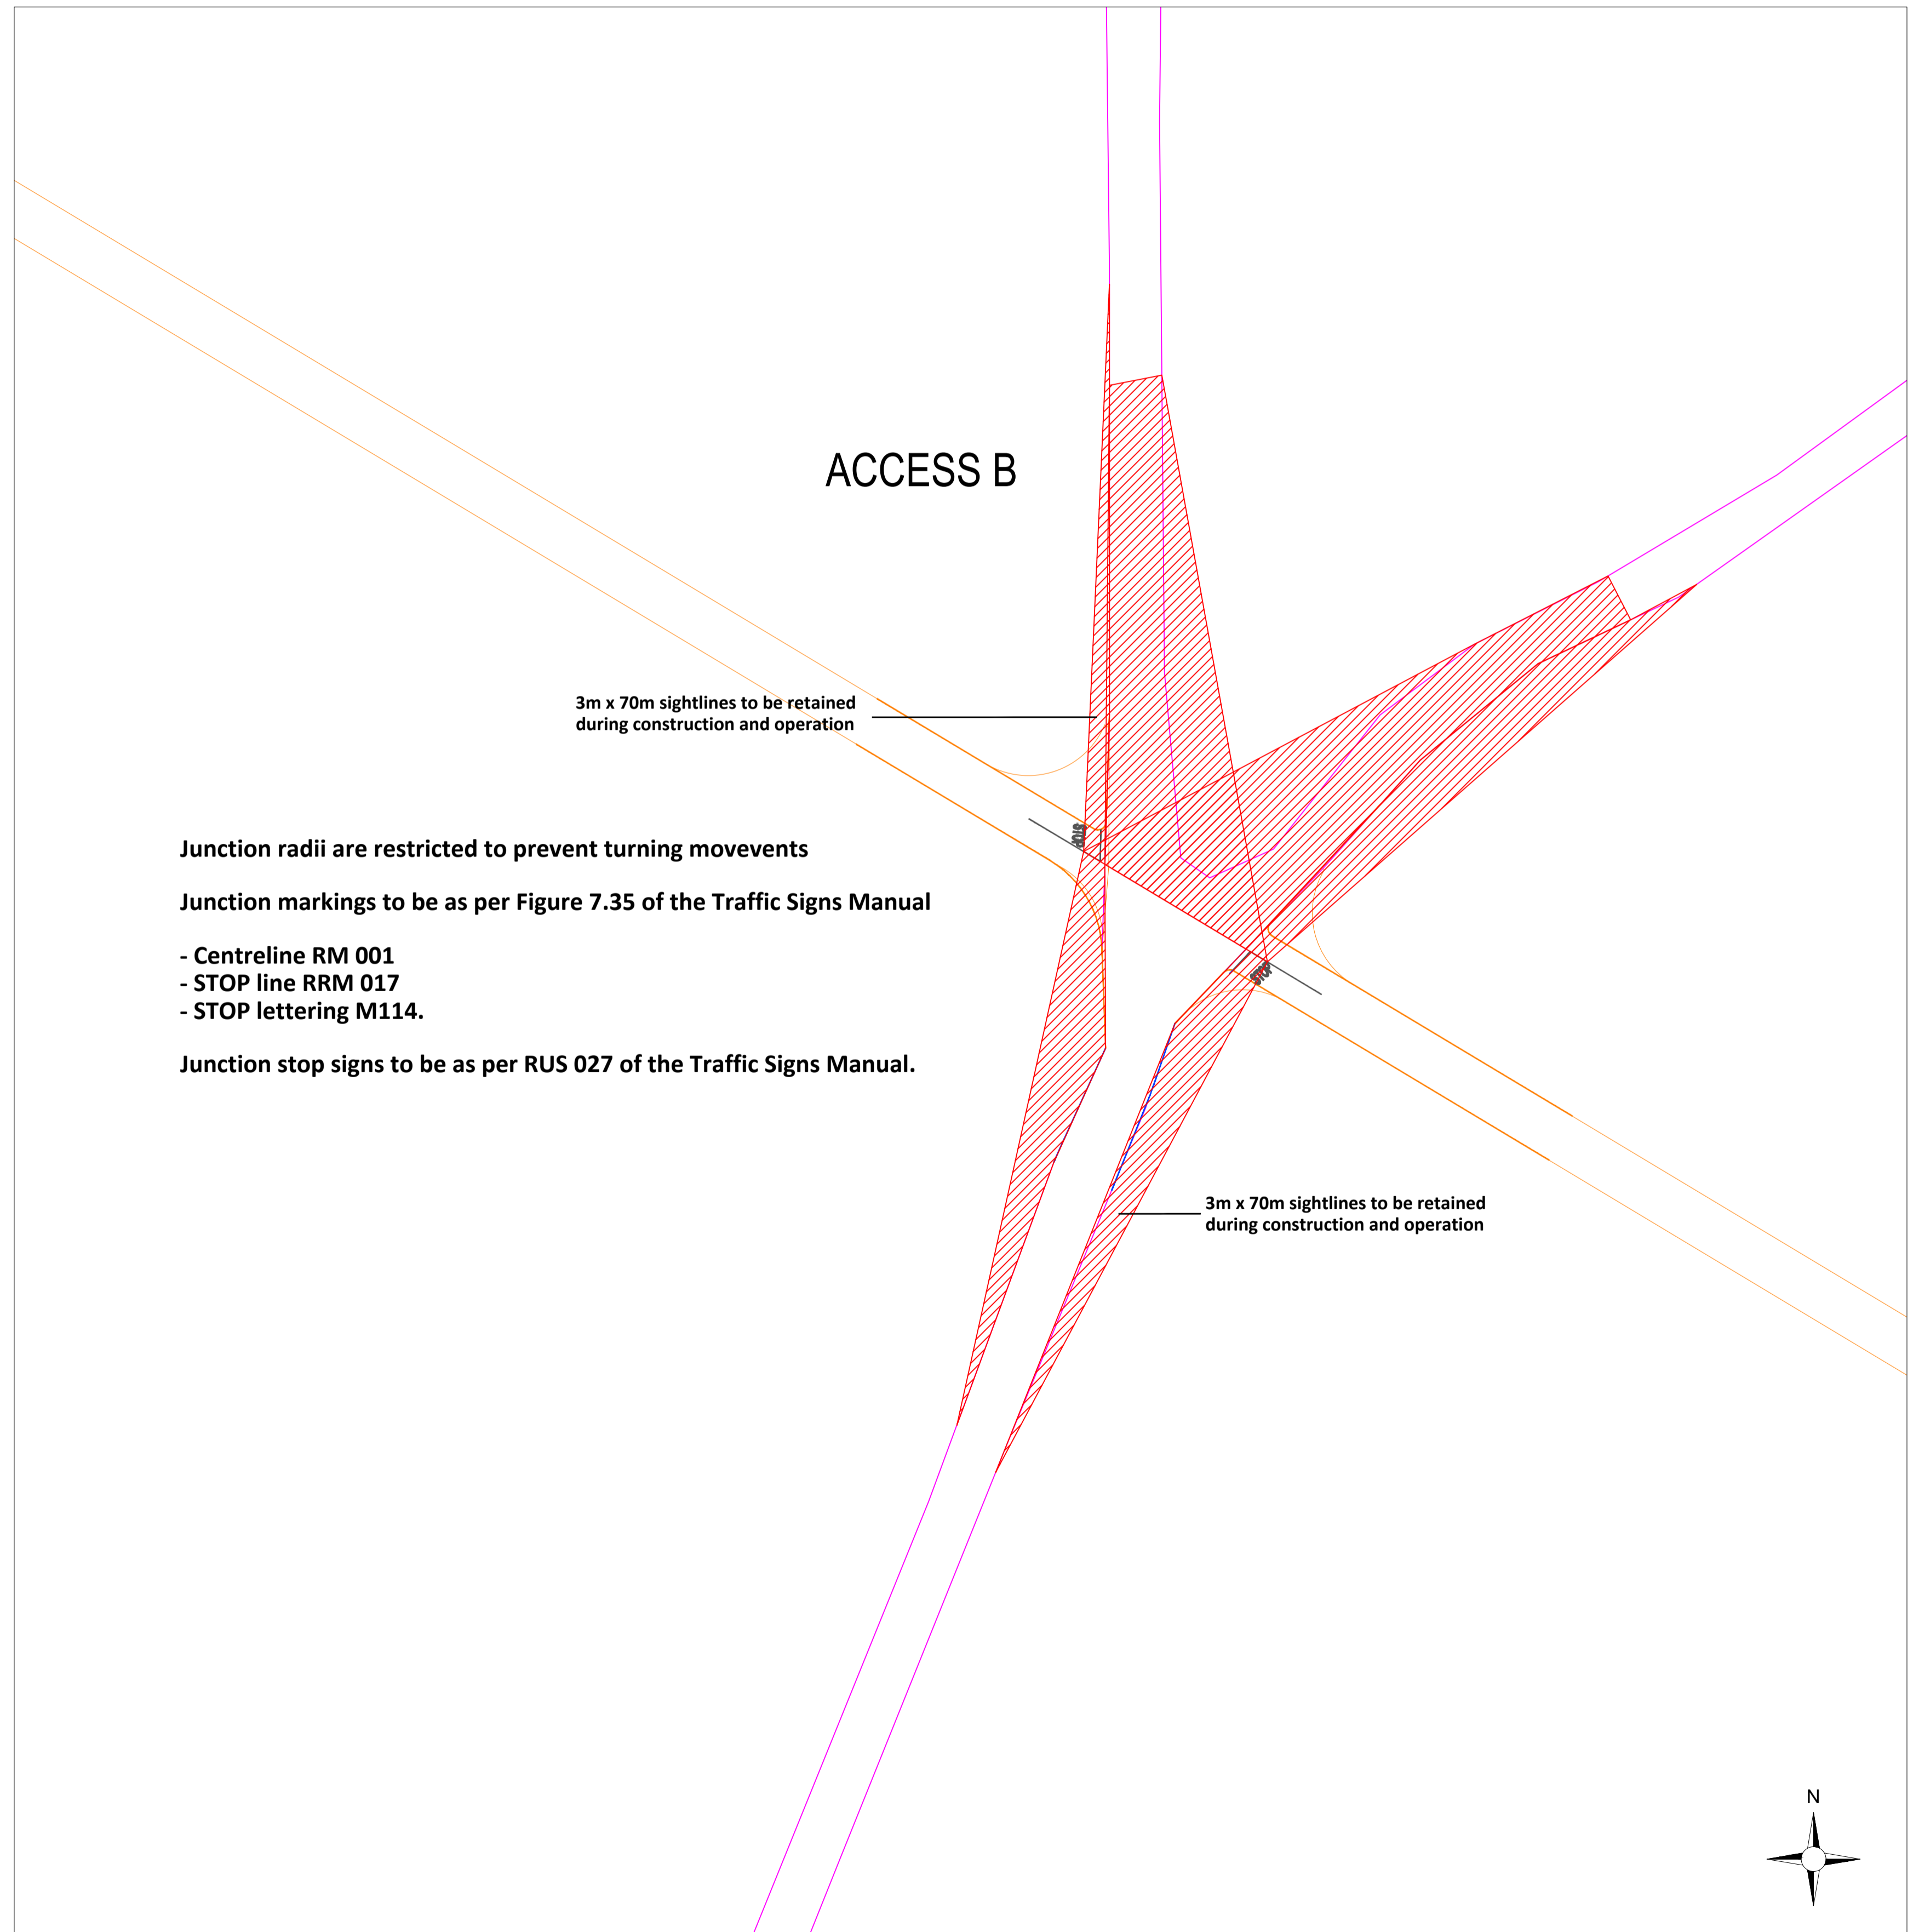 ACCESS B
3m x 70m sightlines to be retained
during construction and operation
STOP
Junction radii are restricted to prevent turning movevents
Junction markings to be as per Figure 7.35 of the Traffic Signs Manual
- Centreline RM 001
- STOP line RRM 017
- STOP lettering M114.
Junction stop signs to be as per RUS 027 of the Traffic Signs Manual.
STOP
3m x 70m sightlines to be retained
during construction and operation
N